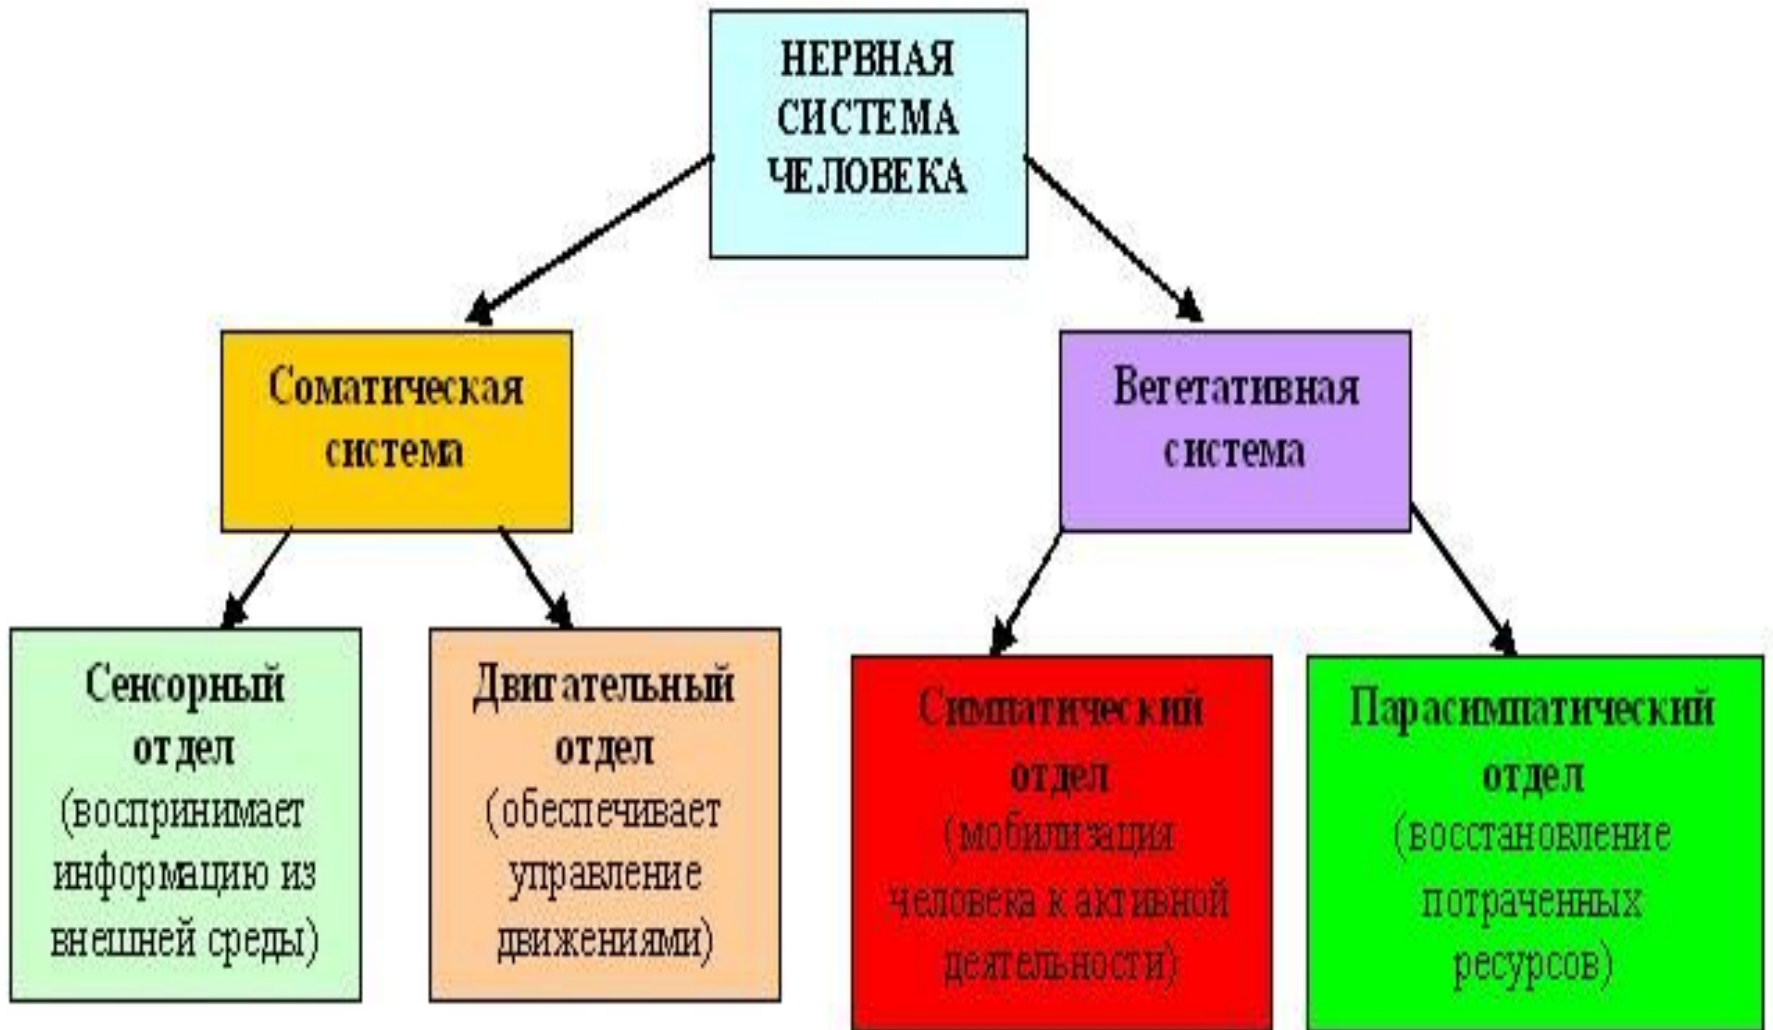 НЕРВНАЯ
СИСТЕМА
ЧЕЛОВЕКА
Соматическая
система
Вегетативная
система
Сенсорный
отдел
(воспринимает
информацию из
внешней среды)
Двигательный
отдел
(обеспечивает
управление
движениями)
Симпатический
отдел
(мобилизация
человека к активной
деятельности)
Парасимпатический
отдел
(восстановление
потраченных
ресурсов)